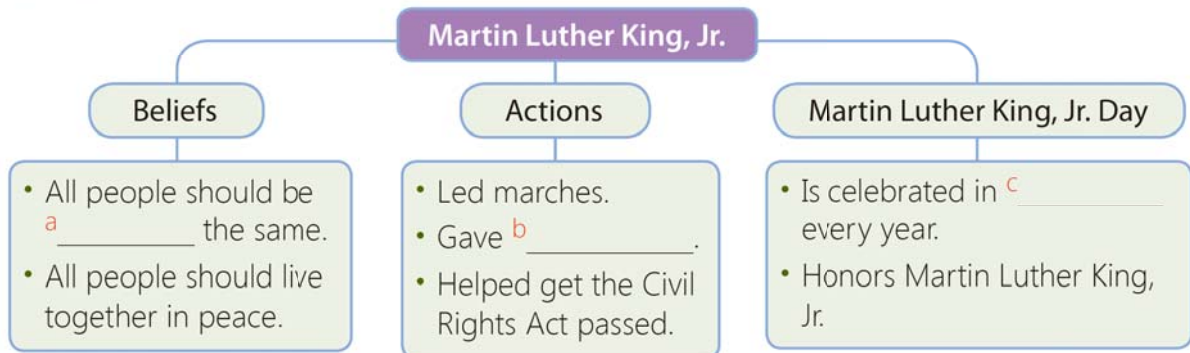 Martin Luther King, Jr.
Beliefs
• All people should be
a__________ the same.
• All people should live
together in peace.
Actions
• Led marches.
• Gave b____________.
• Helped get the Civil
Rights Act passed.
Martin Luther King, Jr. Day
• Is celebrated in c___________
every year.
• Honors Martin Luther King,
Jr.